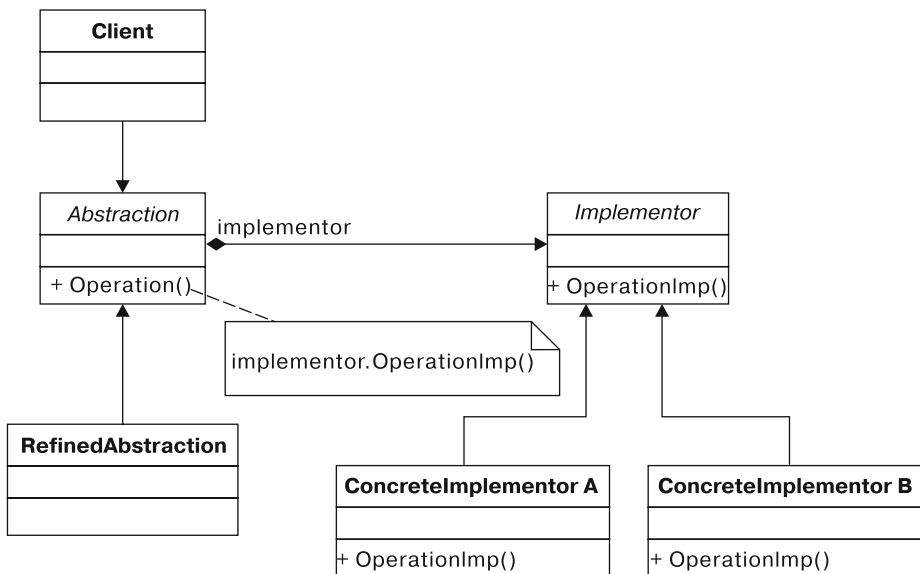 Client
Abstraction
implementor
Implementor
+ Operation()
+ OperationImp()
implementor.OperationImp()
RefinedAbstraction
ConcreteImplementor A
ConcreteImplementor B
+ OperationImp()
+ OperationImp()